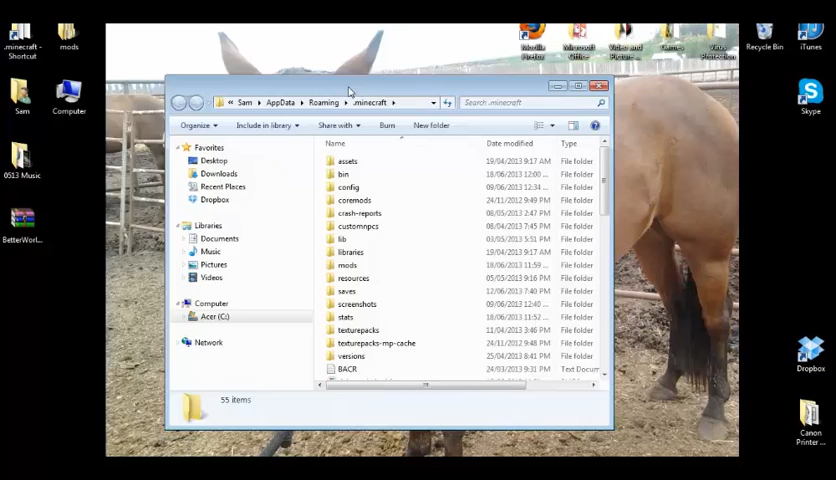 .minecraft - Shortcut
mods
Sam
Computer
0513 Music
BetterWorl...
Mozilla Firefox
Microsoft Office
Video and Picture ...
Games
Virus Protection
Recycle Bin
iTunes
Skype
Dropbox
Canon Printer ...
« Sam AppData Roaming .minecraft
Search .minecraft
Organize Include in library Share with Burn New folder
Favorites
Desktop
Downloads
Recent Places
Dropbox
Libraries
Documents
Music
Pictures
Videos
Computer
Acer (C:)
Network
Name Date modified Type
assets 19/04/2013 9:17 AM File folder
bin 18/06/2013 12:00 ... File folder
config 09/06/2013 12:34 ... File folder
coremods 24/11/2012 9:49 PM File folder
crash-reports 08/05/2013 2:47 PM File folder
customnpcs 08/04/2013 7:45 PM File folder
lib 03/05/2013 5:51 PM File folder
libraries 19/04/2013 9:17 AM File folder
mods 18/06/2013 11:59 ... File folder
resources 05/05/2013 9:16 PM File folder
saves 12/06/2013 7:40 PM File folder
screenshots 09/06/2013 12:40 ... File folder
stats 18/06/2013 11:52 ... File folder
texturepacks 11/04/2013 3:46 PM File folder
texturepacks-mp-cache 24/11/2012 9:48 PM File folder
versions 25/04/2013 8:41 PM File folder
BACR 24/03/2013 9:31 PM Text Docum
55 items